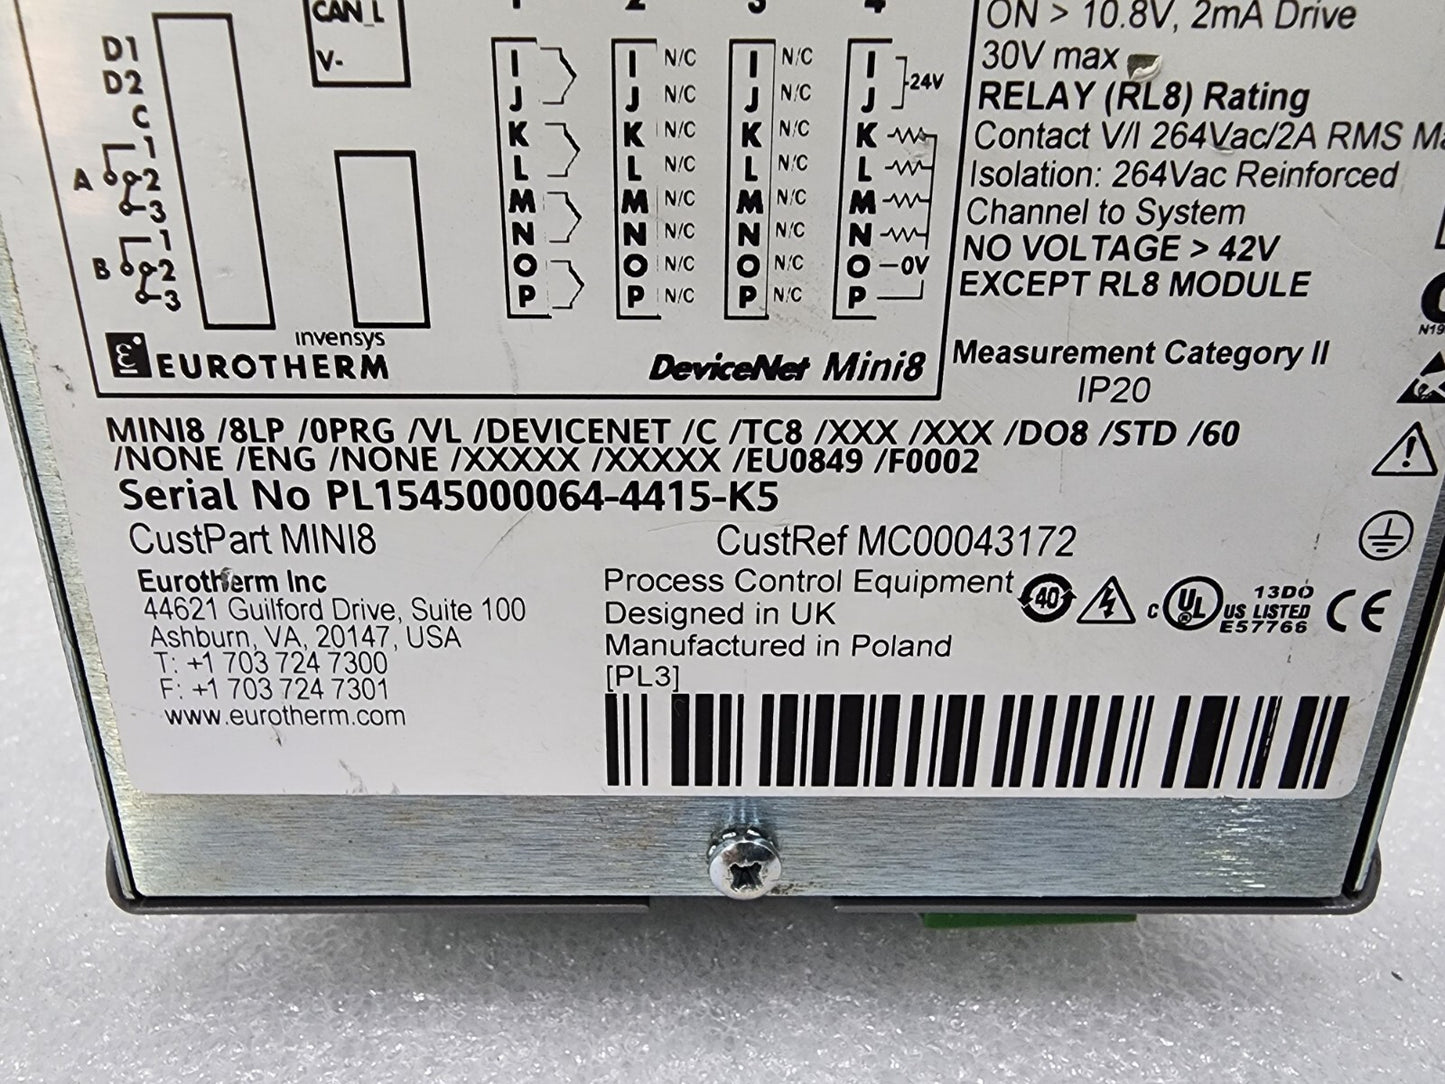 CAN_L
V-
D1
D2
C
A
1
2
3
B
1
2
3
1 2 3 4
I I N/C I N/C I
J J N/C J N/C J -24V
K K N/C K N/C K
L L N/C L N/C L
M M N/C M N/C M
N N N/C N N/C N
O O N/C O N/C O -0V
P P N/C P N/C P
invensys
EUROTHERM
DeviceNet Mini8
ON > 10.8V, 2mA Drive
30V max
RELAY (RL8) Rating
Contact V/I 264Vac/2A RMS
Isolation: 264Vac Reinforced
Channel to System
NO VOLTAGE > 42V
EXCEPT RL8 MODULE
Measurement Category II
IP20
MINI8 /8LP /0PRG /VL /DEVICENET /C /TC8 /XXX /XXX /DO8 /STD /60
/NONE /ENG /NONE /XXXXX /XXXXX /EU0849 /F0002
Serial No PL1545000064-4415-K5
CustPart MINI8 CustRef MC00043172
Eurotherm Inc
44621 Guilford Drive, Suite 100
Ashburn, VA, 20147, USA
T: +1 703 724 7300
F: +1 703 724 7301
www.eurotherm.com
Process Control Equipment
Designed in UK
Manufactured in Poland
[PL3]
40
C UL US LISTED
13DO
E57766
CE